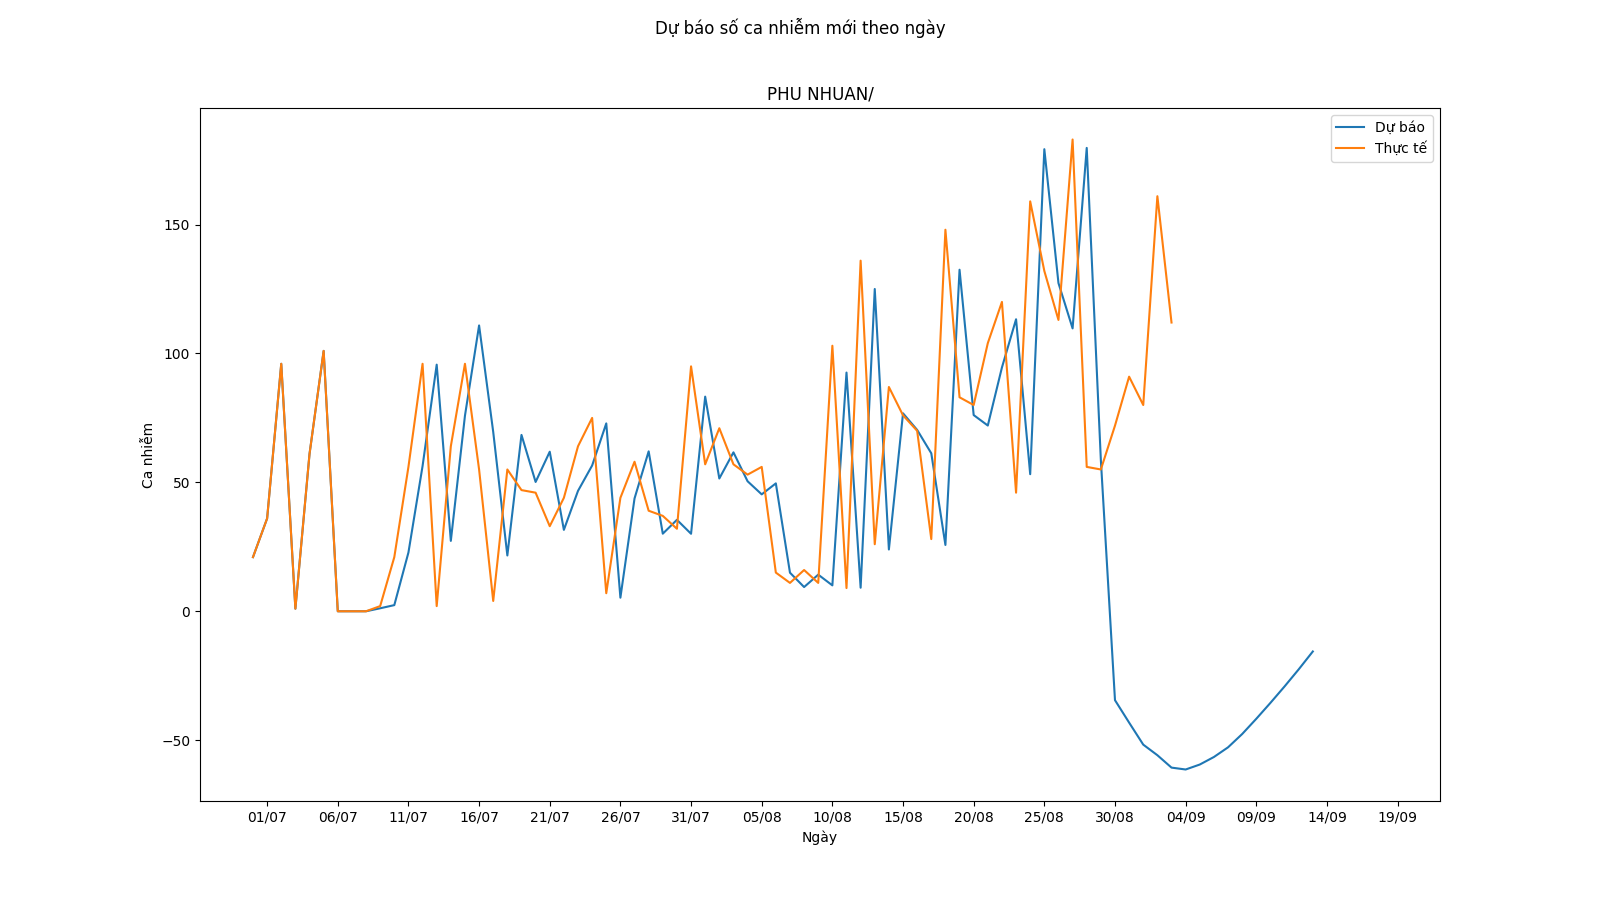 Dự báo số ca nhiễm mới theo ngày
PHU NHUAN/
Dự báo
Thực tế
150
100
50
0
−50
Ca nhiễm
01/07 06/07 11/07 16/07 21/07 26/07 31/07 05/08 10/08 15/08 20/08 25/08 30/08 04/09 09/09 14/09 19/09
Ngày